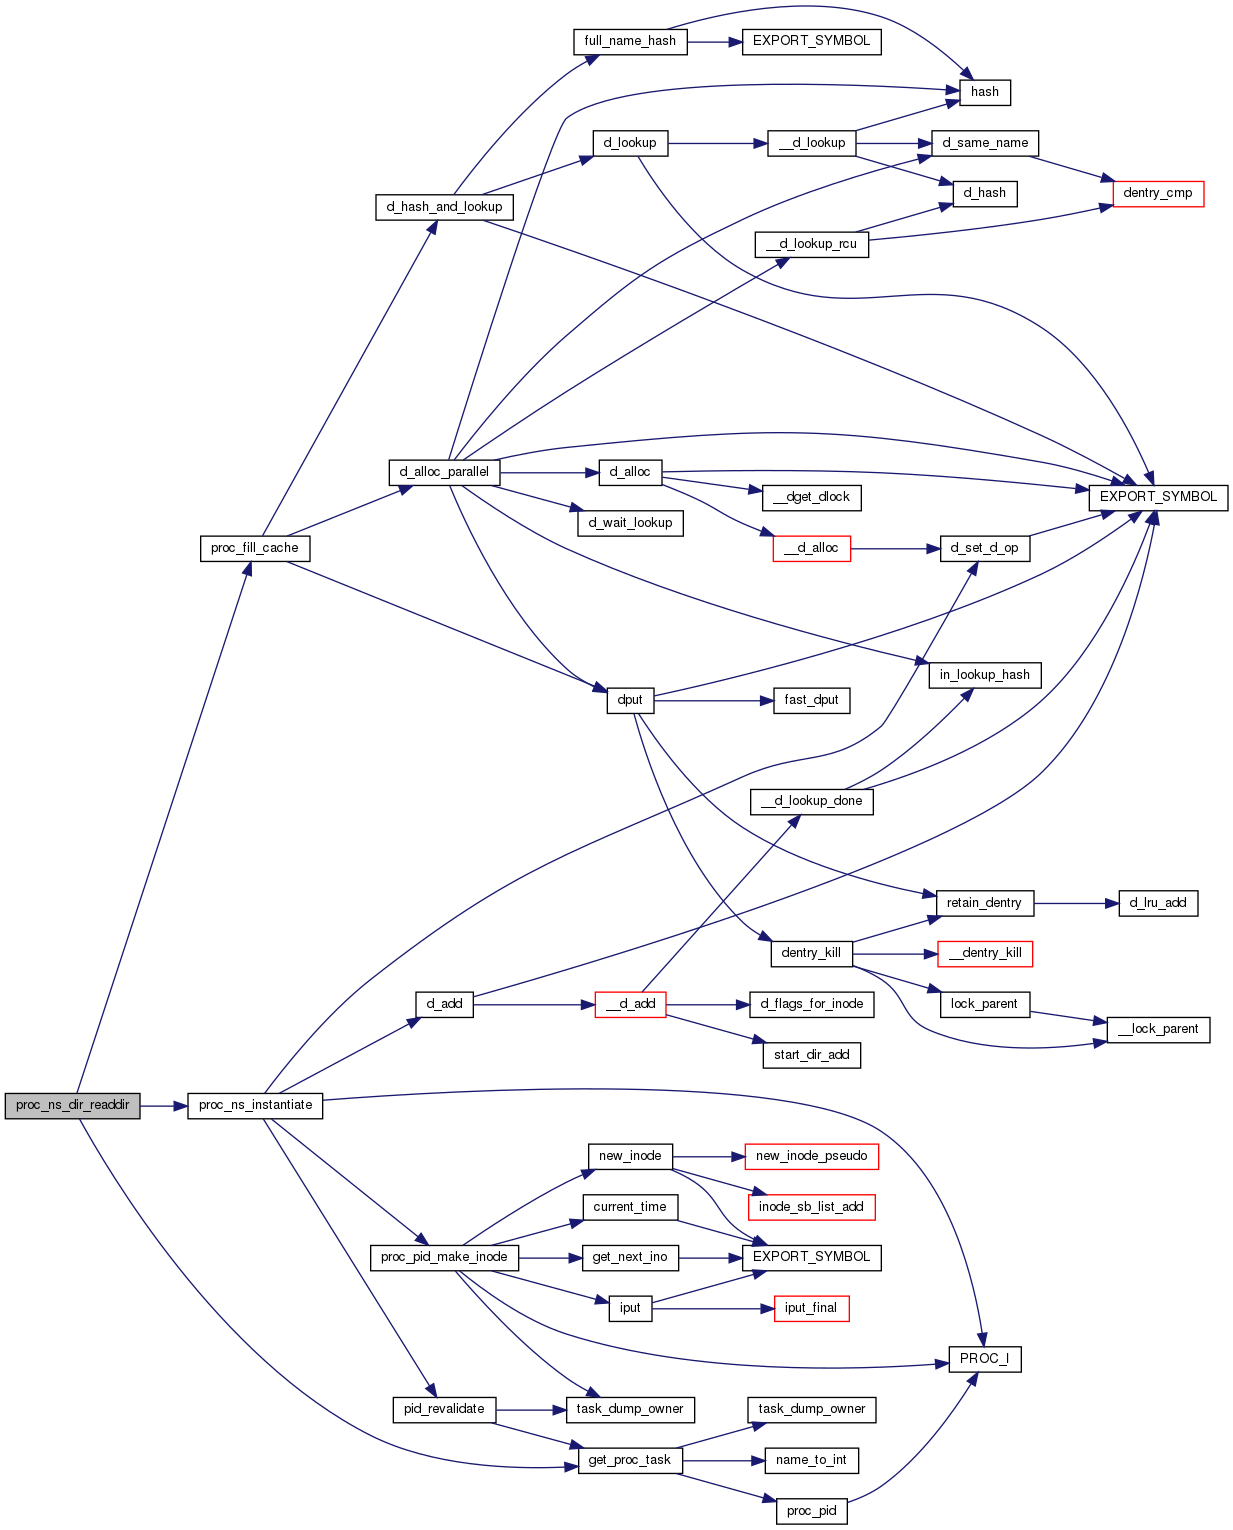 full_name_hash
EXPORT_SYMBOL
hash
d_lookup
__d_lookup
d_same_name
d_hash
dentry_cmp
d_hash_and_lookup
__d_lookup_rcu
d_alloc_parallel
d_alloc
__dget_dlock
EXPORT_SYMBOL
d_wait_lookup
proc_fill_cache
__d_alloc
d_set_d_op
in_lookup_hash
dput
fast_dput
__d_lookup_done
retain_dentry
d_lru_add
dentry_kill
__dentry_kill
d_add
__d_add
d_flags_for_inode
lock_parent
__lock_parent
start_dir_add
proc_ns_dir_readdir
proc_ns_instantiate
new_inode
new_inode_pseudo
current_time
inode_sb_list_add
proc_pid_make_inode
get_next_ino
EXPORT_SYMBOL
iput
iput_final
PROC_I
pid_revalidate
task_dump_owner
task_dump_owner
get_proc_task
name_to_int
proc_pid